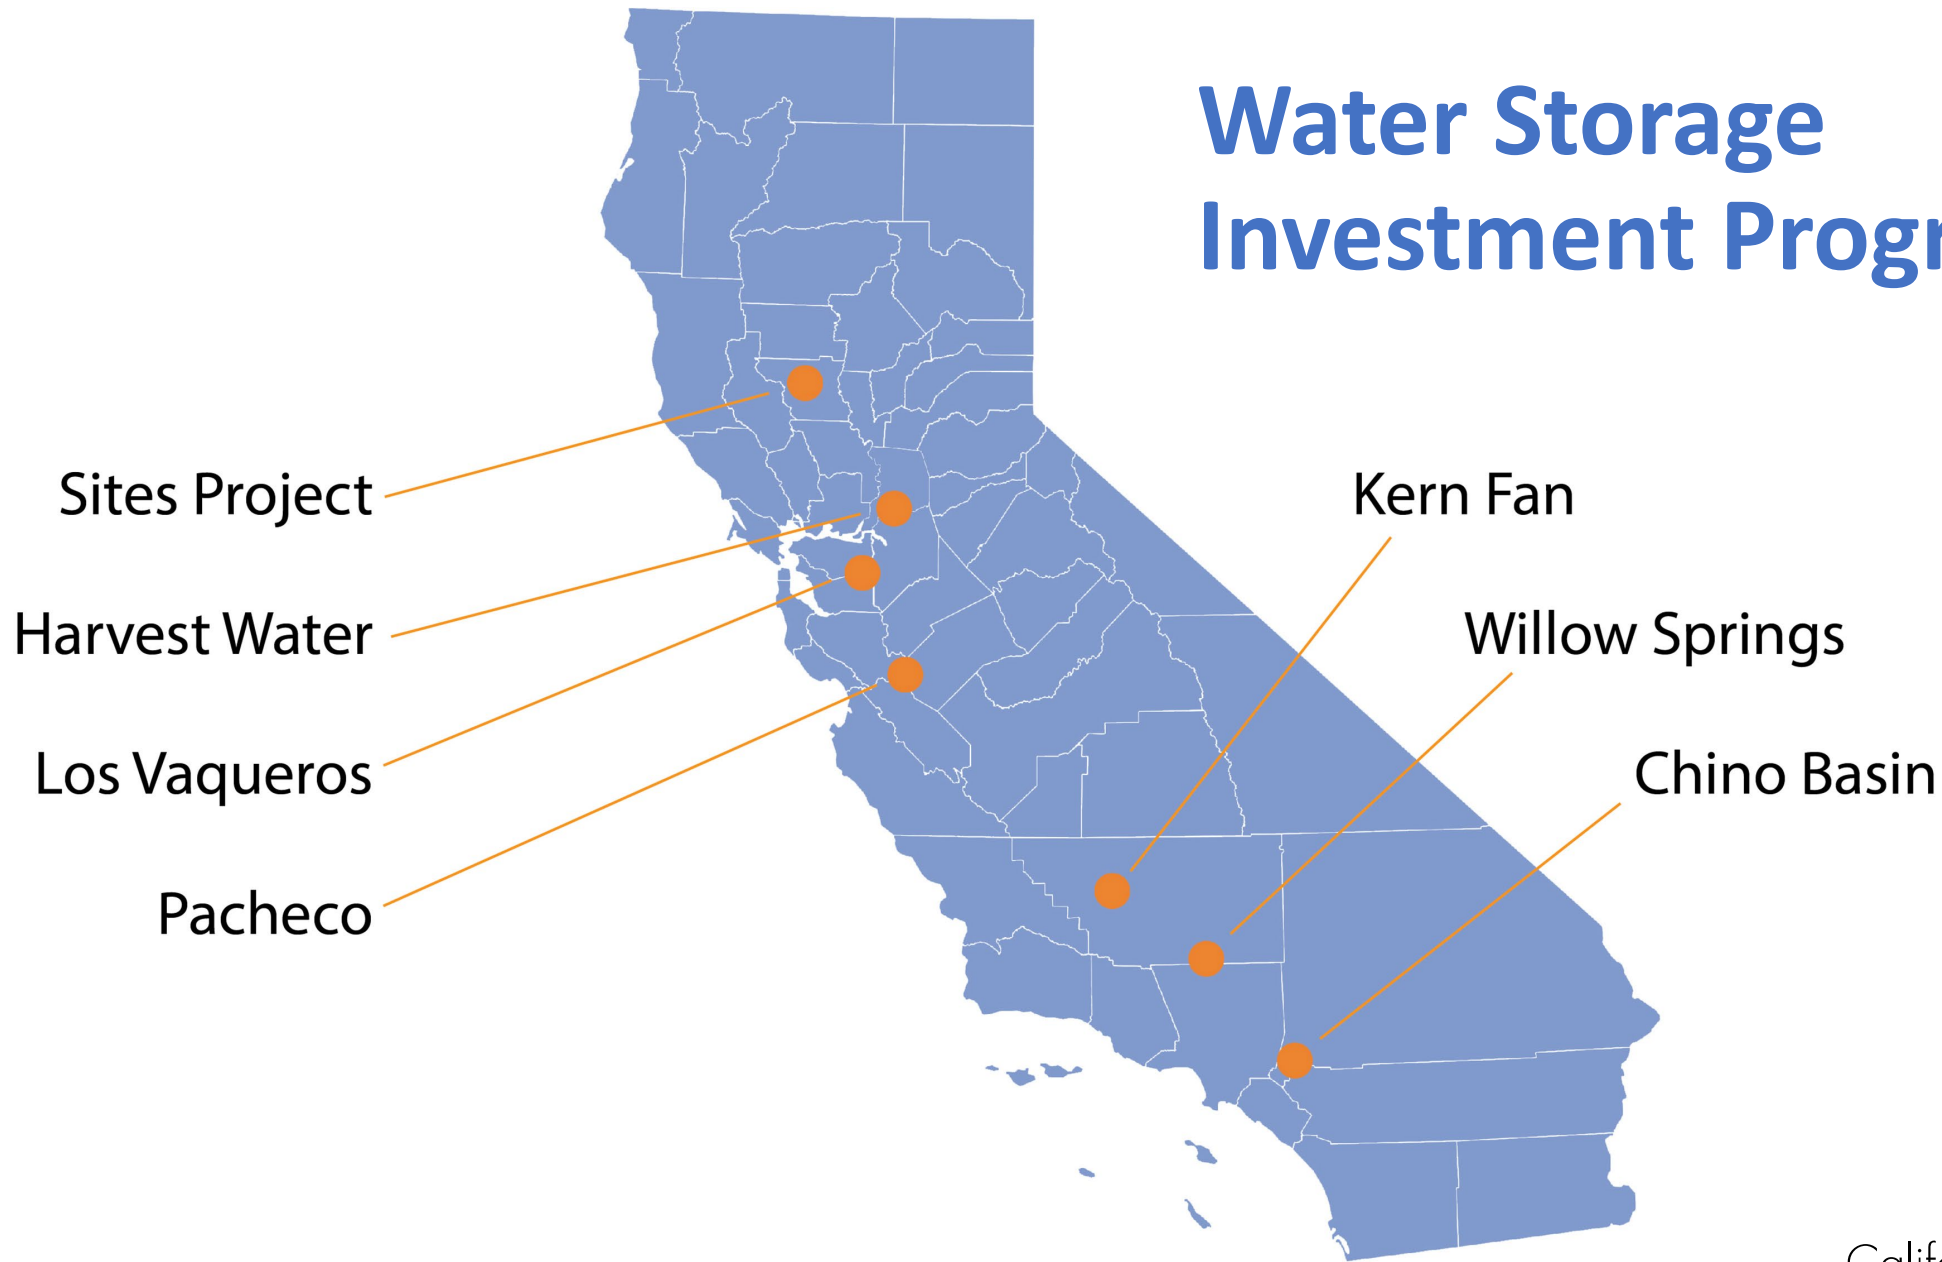 Water Storage
Investment Progr
Sites Project
Harvest Water
Los Vaqueros
Pacheco
Kern Fan
Willow Springs
Chino Basin